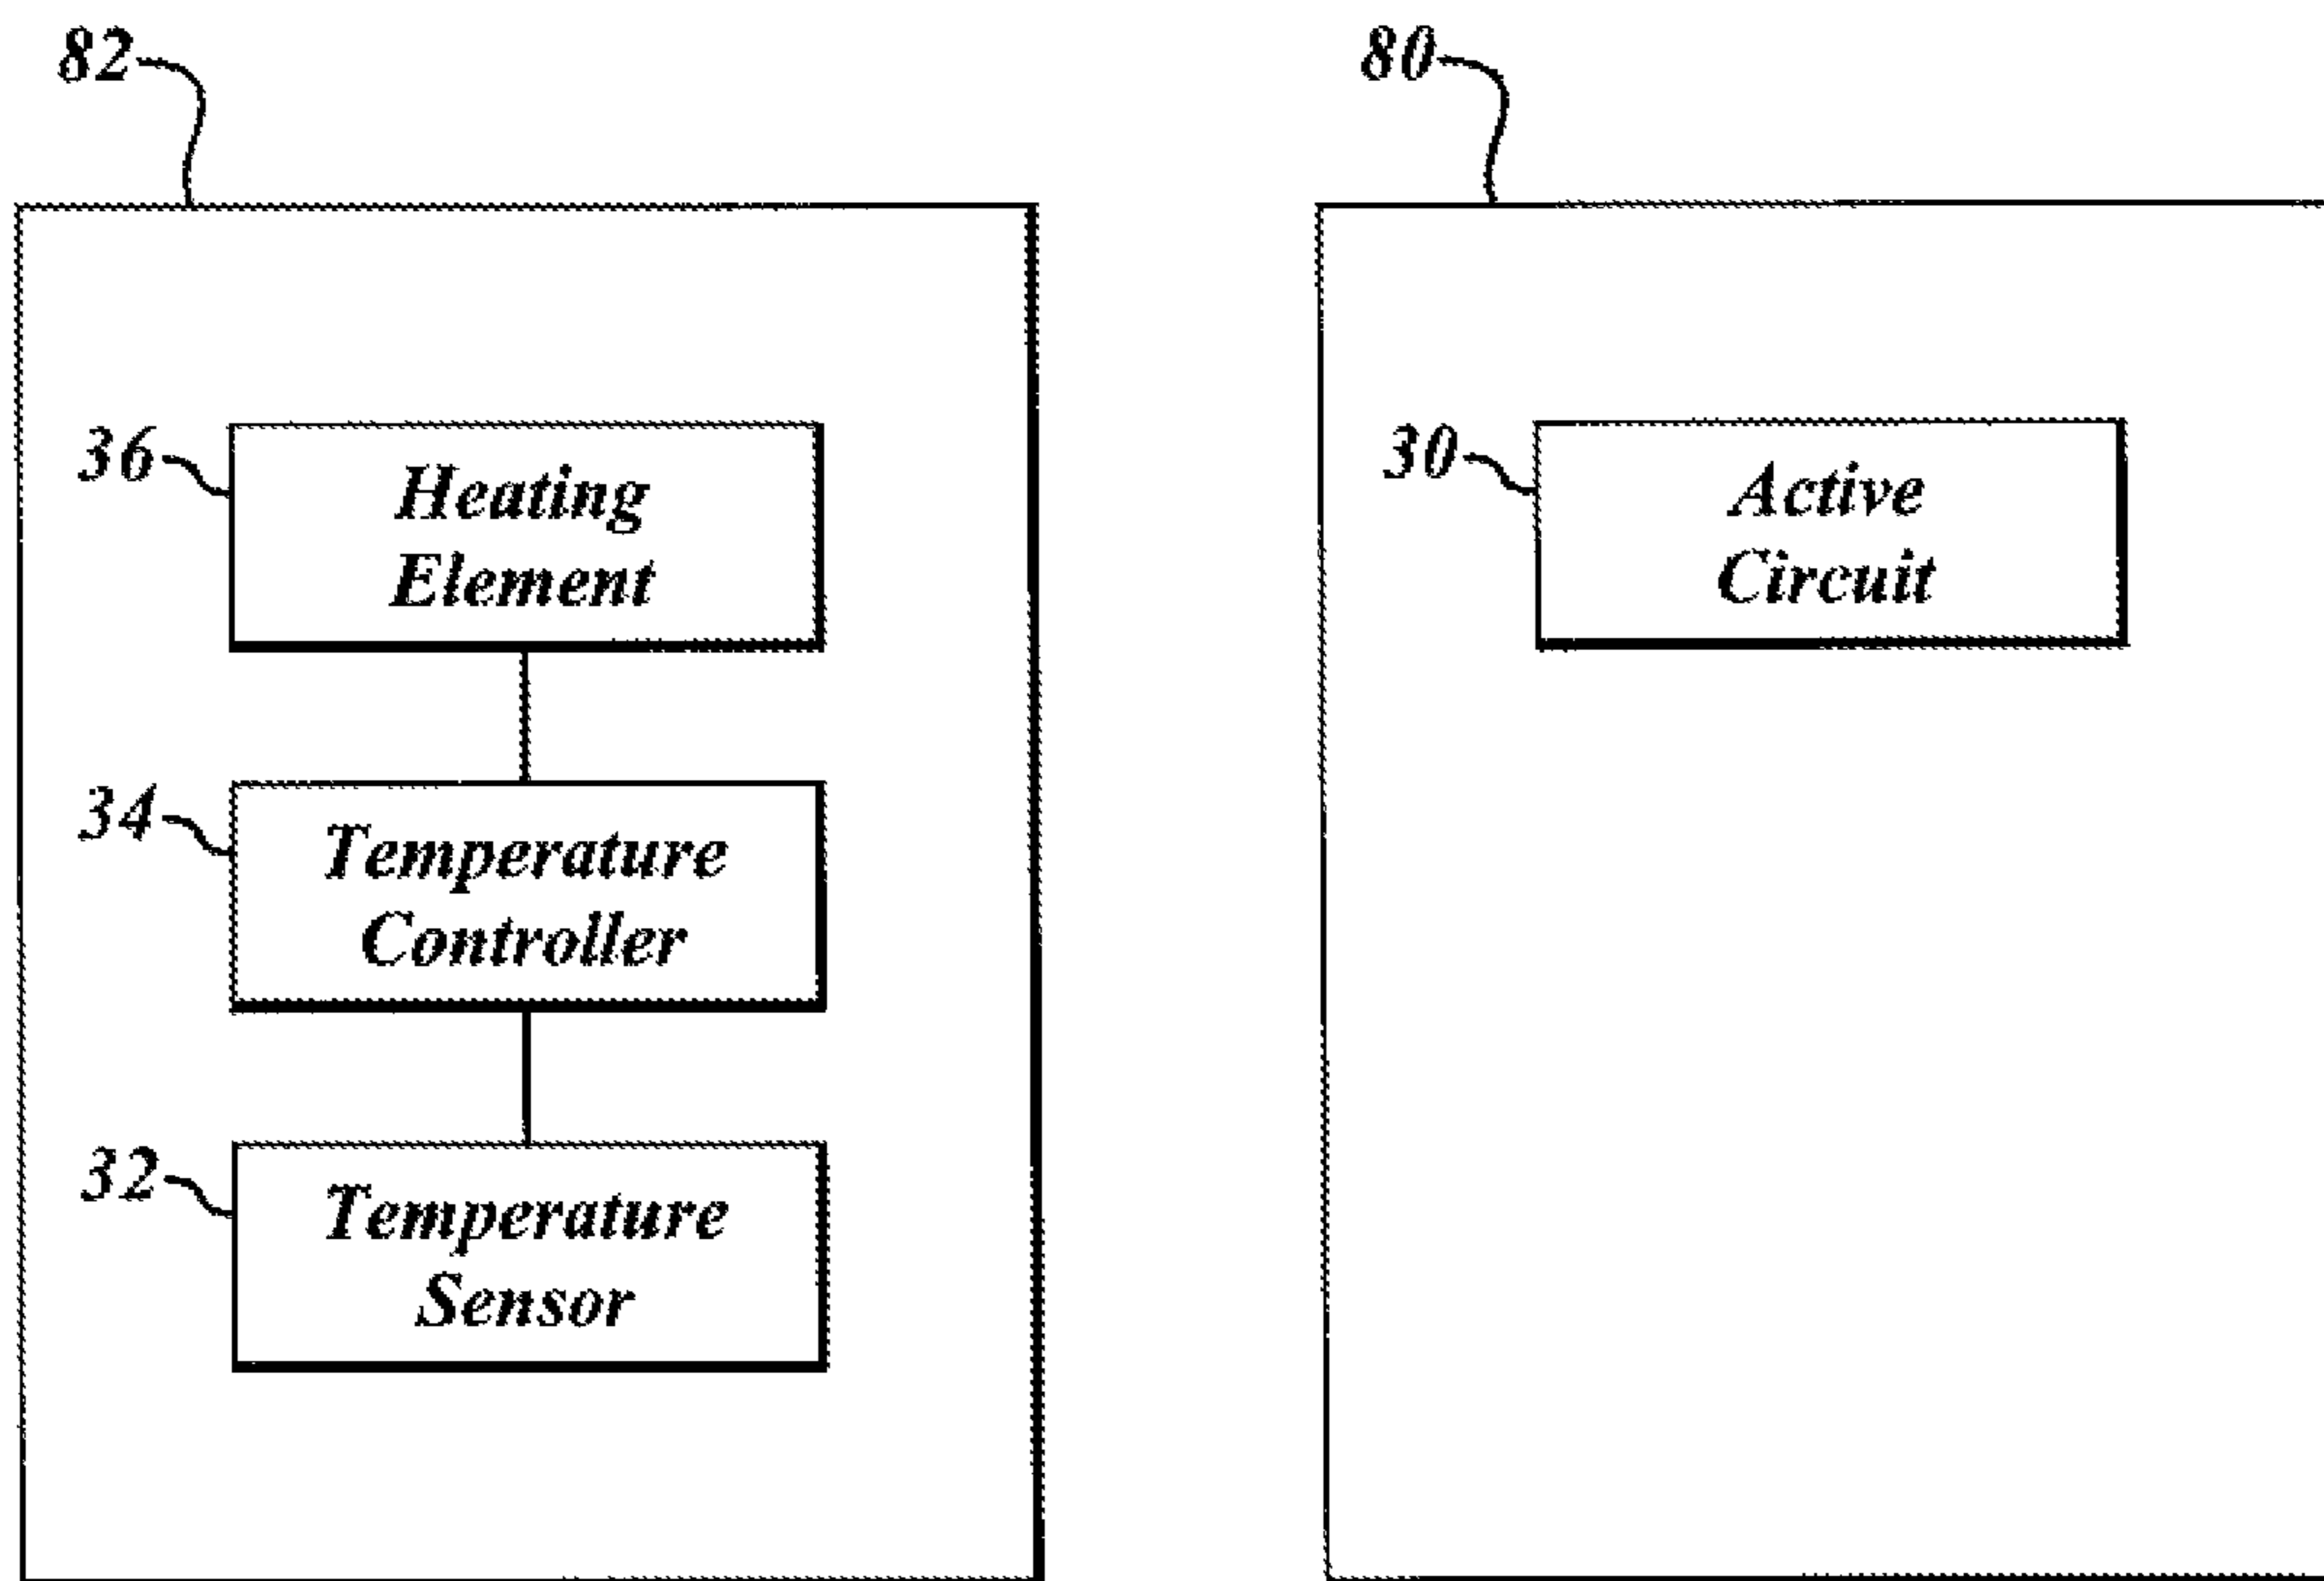 82
80
36
Heating
Element
30
Active
Circuit
34
Temperature
Controller
32
Temperature
Sensor